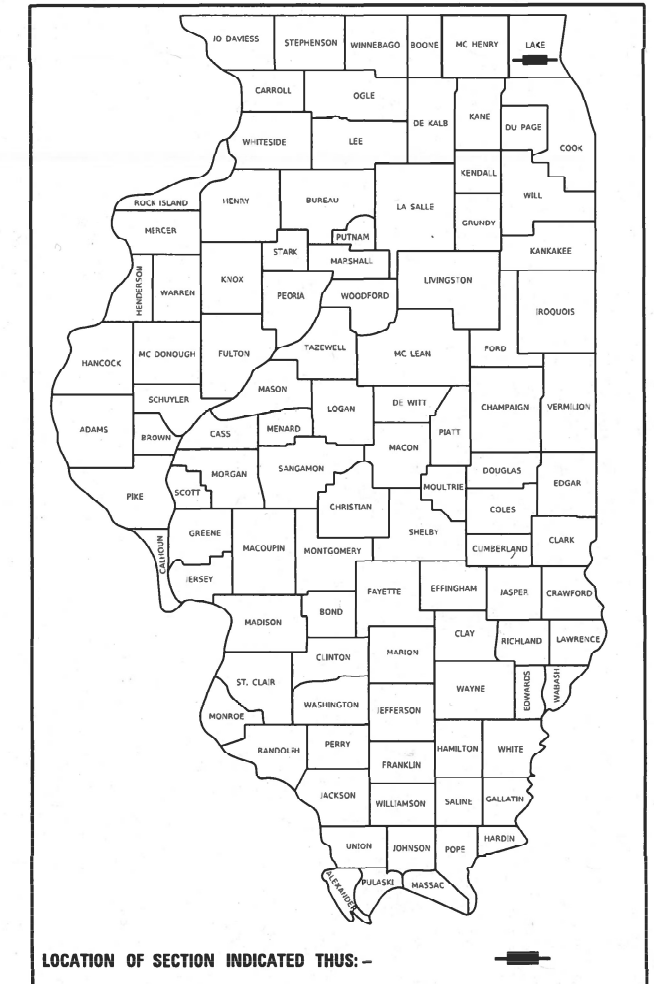 JO DAVIESS STEPHENSON WINNEBAGO BOONE MC HENRY LAKE
CARROLL OGLE
DE KALB KANE DU PAGE COOK
WHITESIDE LEE
KENDALL
BUREAU LA SALLE WILL
ROCK ISLAND HENRY
GRUNDY
MERCER PUTNAM
STARK MARSHALL KANKAKEE
HENDERSON WARREN KNOX PEORIA WOODFORD LIVINGSTON
IROQUOIS
HANCOCK MC DONOUGH FULTON TAZEWELL MC LEAN FORD
MASON
SCHUYLER LOGAN DE WITT CHAMPAIGN VERMILION
ADAMS BROWN CASS MENARD PIATT
MACON
MORGAN SANGAMON DOUGLAS
PIKE SCOTT MOULTRIE EDGAR
CHRISTIAN COLES
GREENE SHELBY
CALHOUN MACOUPIN MONTGOMERY CUMBERLAND CLARK
JERSEY FAYETTE EFFINGHAM JASPER CRAWFORD
MADISON BOND
CLAY RICHLAND LAWRENCE
CLINTON MARION
ST. CLAIR WAYNE EDWARDS WABASH
MONROE WASHINGTON JEFFERSON
RANDOLPH PERRY HAMILTON WHITE
FRANKLIN
JACKSON WILLIAMSON SALINE GALLATIN
UNION JOHNSON POPE HARDIN
ALEXANDER PULASKI MASSAC
LOCATION OF SECTION INDICATED THUS: –